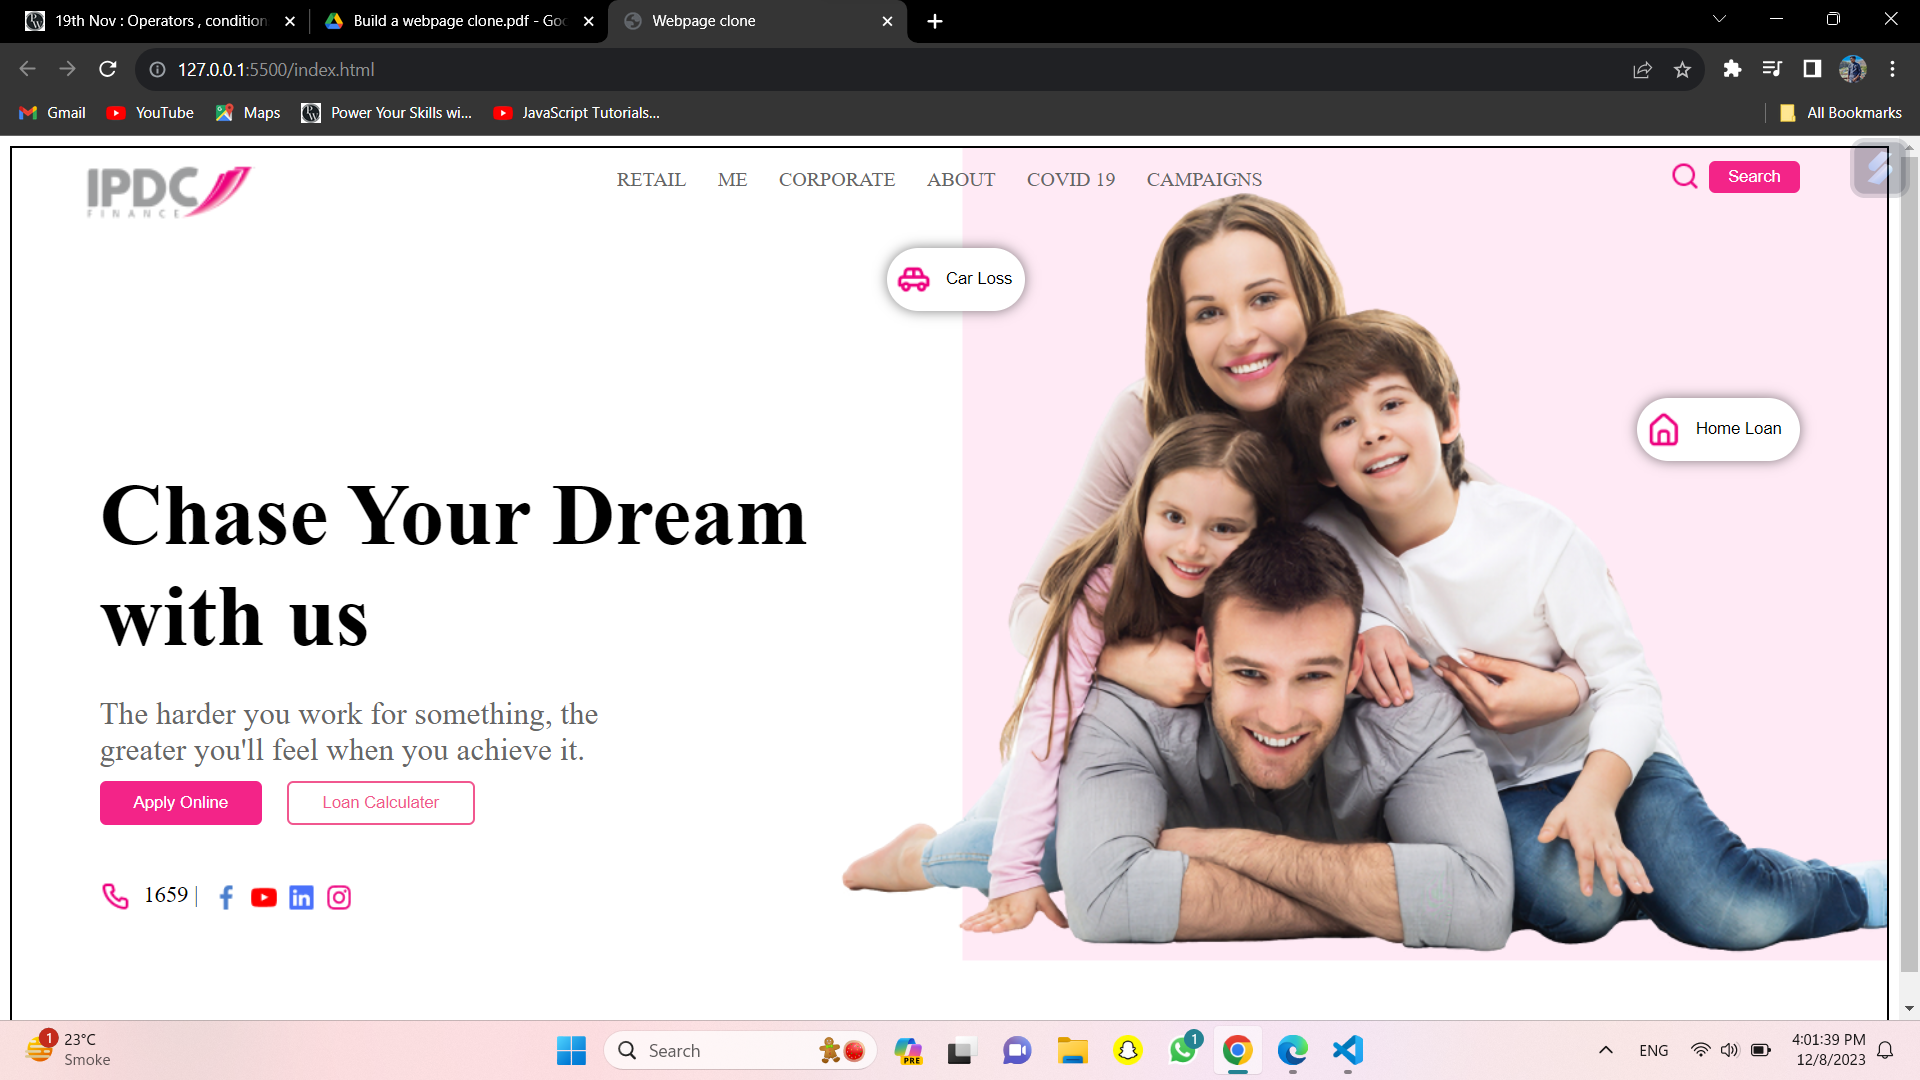 19th Nov : Operators , condition
Build a webpage clone.pdf - Goo
Webpage clone
127.0.0.1:5500/index.html
Gmail
YouTube
Maps
Power Your Skills wi...
JavaScript Tutorials...
All Bookmarks
IPDC
FINANCE
RETAIL ME CORPORATE ABOUT COVID 19 CAMPAIGNS
Search
Car Loss
Home Loan
Chase Your Dream
with us
The harder you work for something, the
greater you'll feel when you achieve it.
Apply Online
Loan Calculater
1659 |
1
23°C
Smoke
Search
PRE
1
ENG
4:01:39 PM
12/8/2023